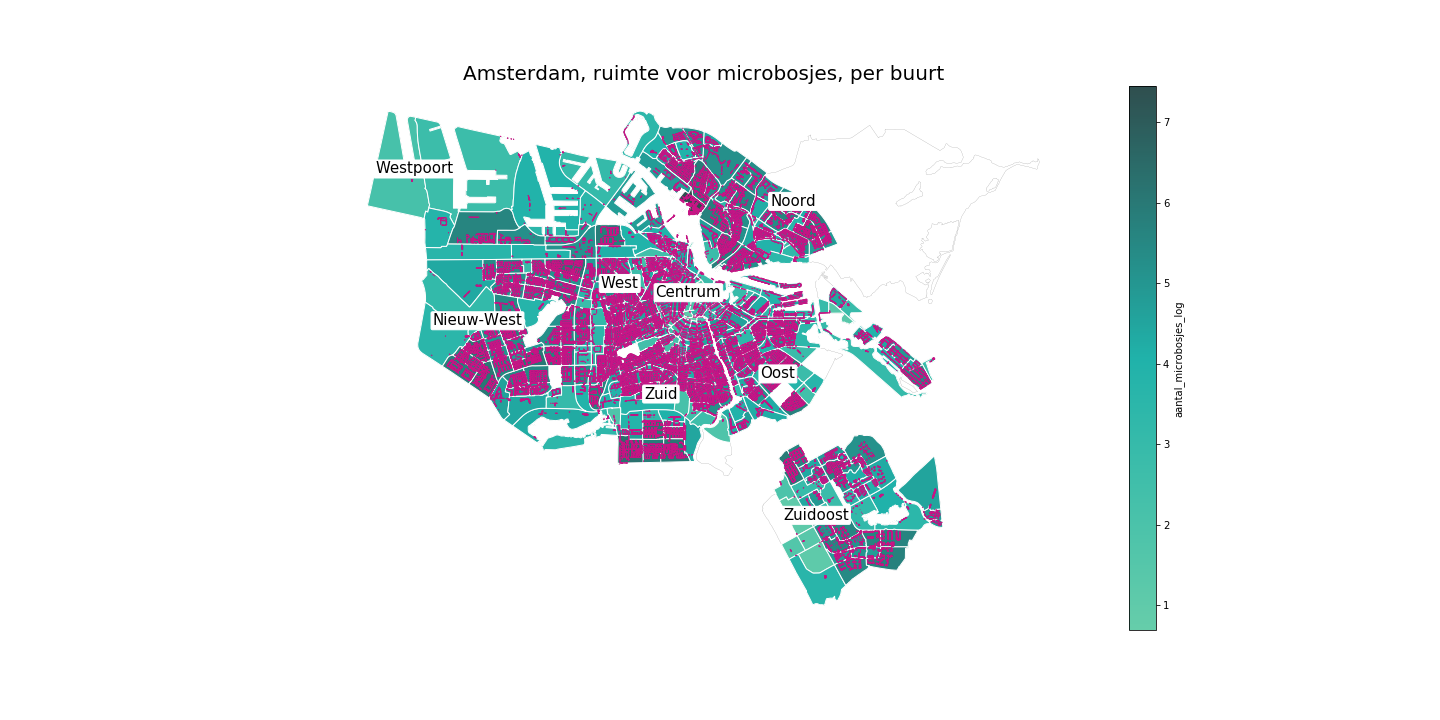 Amsterdam, ruimte voor microbosjes, per buurt
Westpoort
Noord
West
Centrum
Nieuw-West
Oost
Zuid
Zuidoost
7
6
5
4
3
2
1
aantal_microbosjes_log